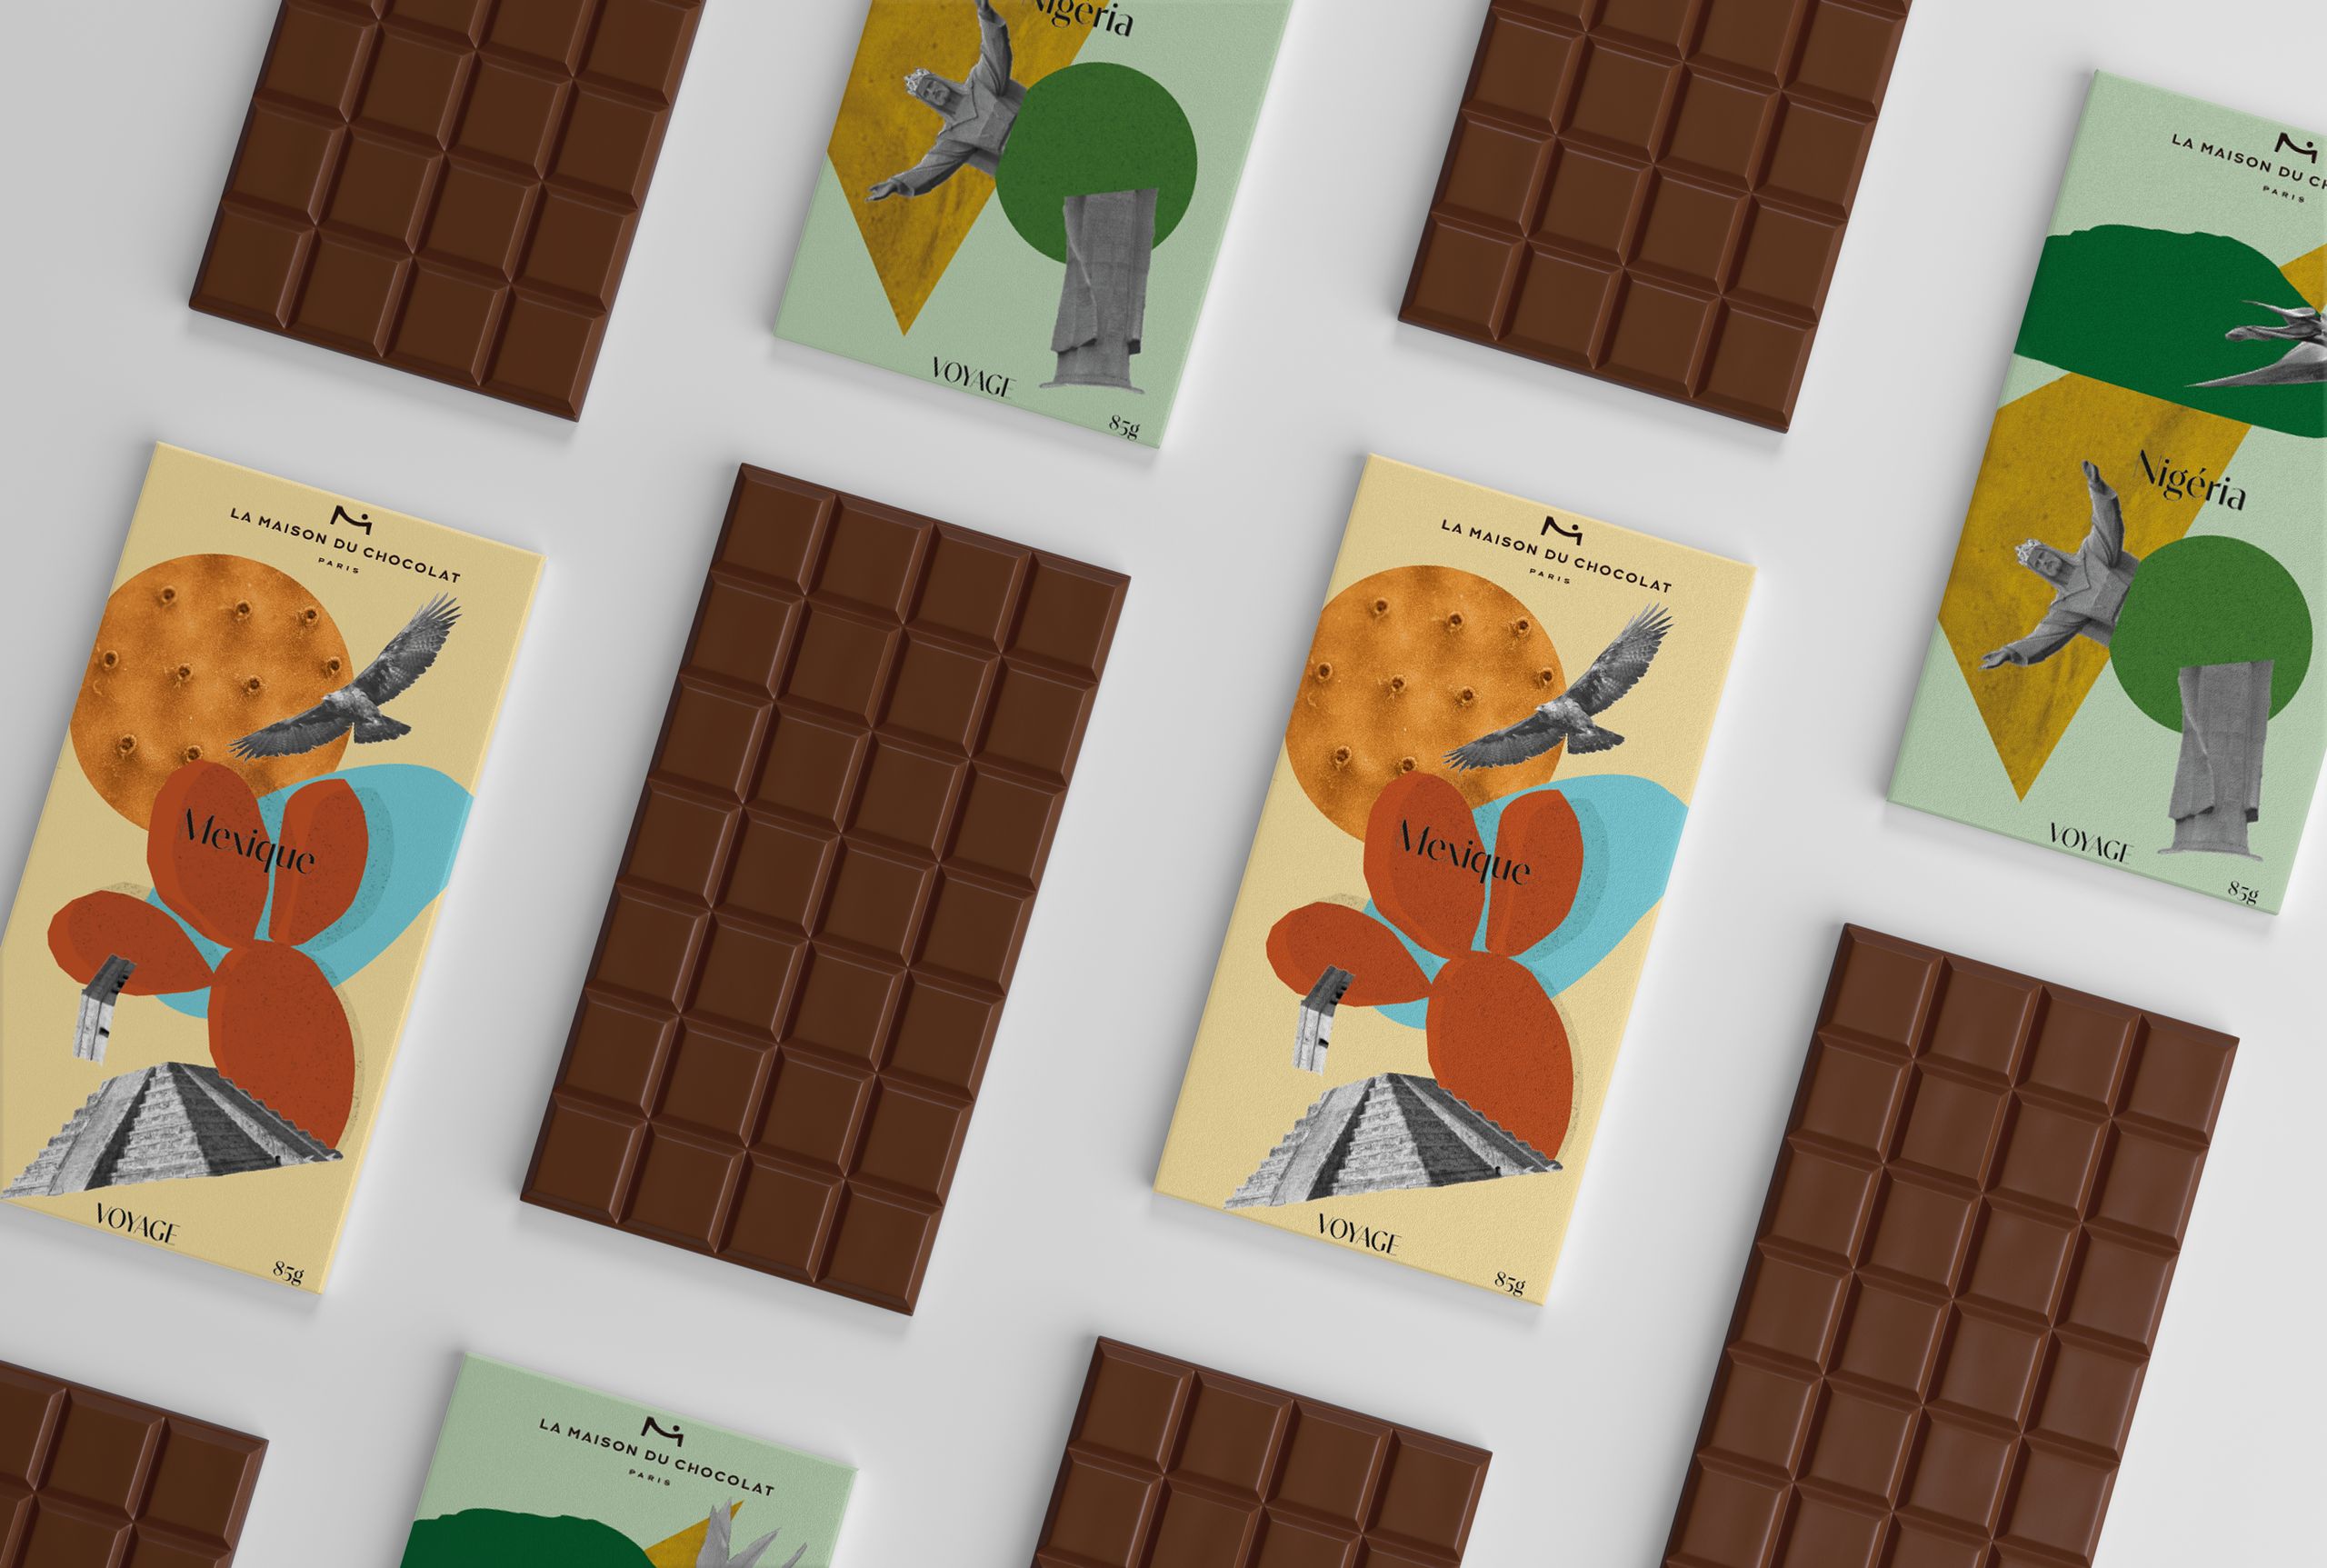 Nigéria
VOYAGE
85g
LA MAISON DU
PARIS
Nigéria
VOYAGE
85g
LA MAISON DU CHOCOLAT
PARIS
Mexique
VOYAGE
85g
LA MAISON DU CHOCOLAT
PARIS
Mexique
VOYAGE
85g
LA MAISON DU CHOCOLAT
PARIS